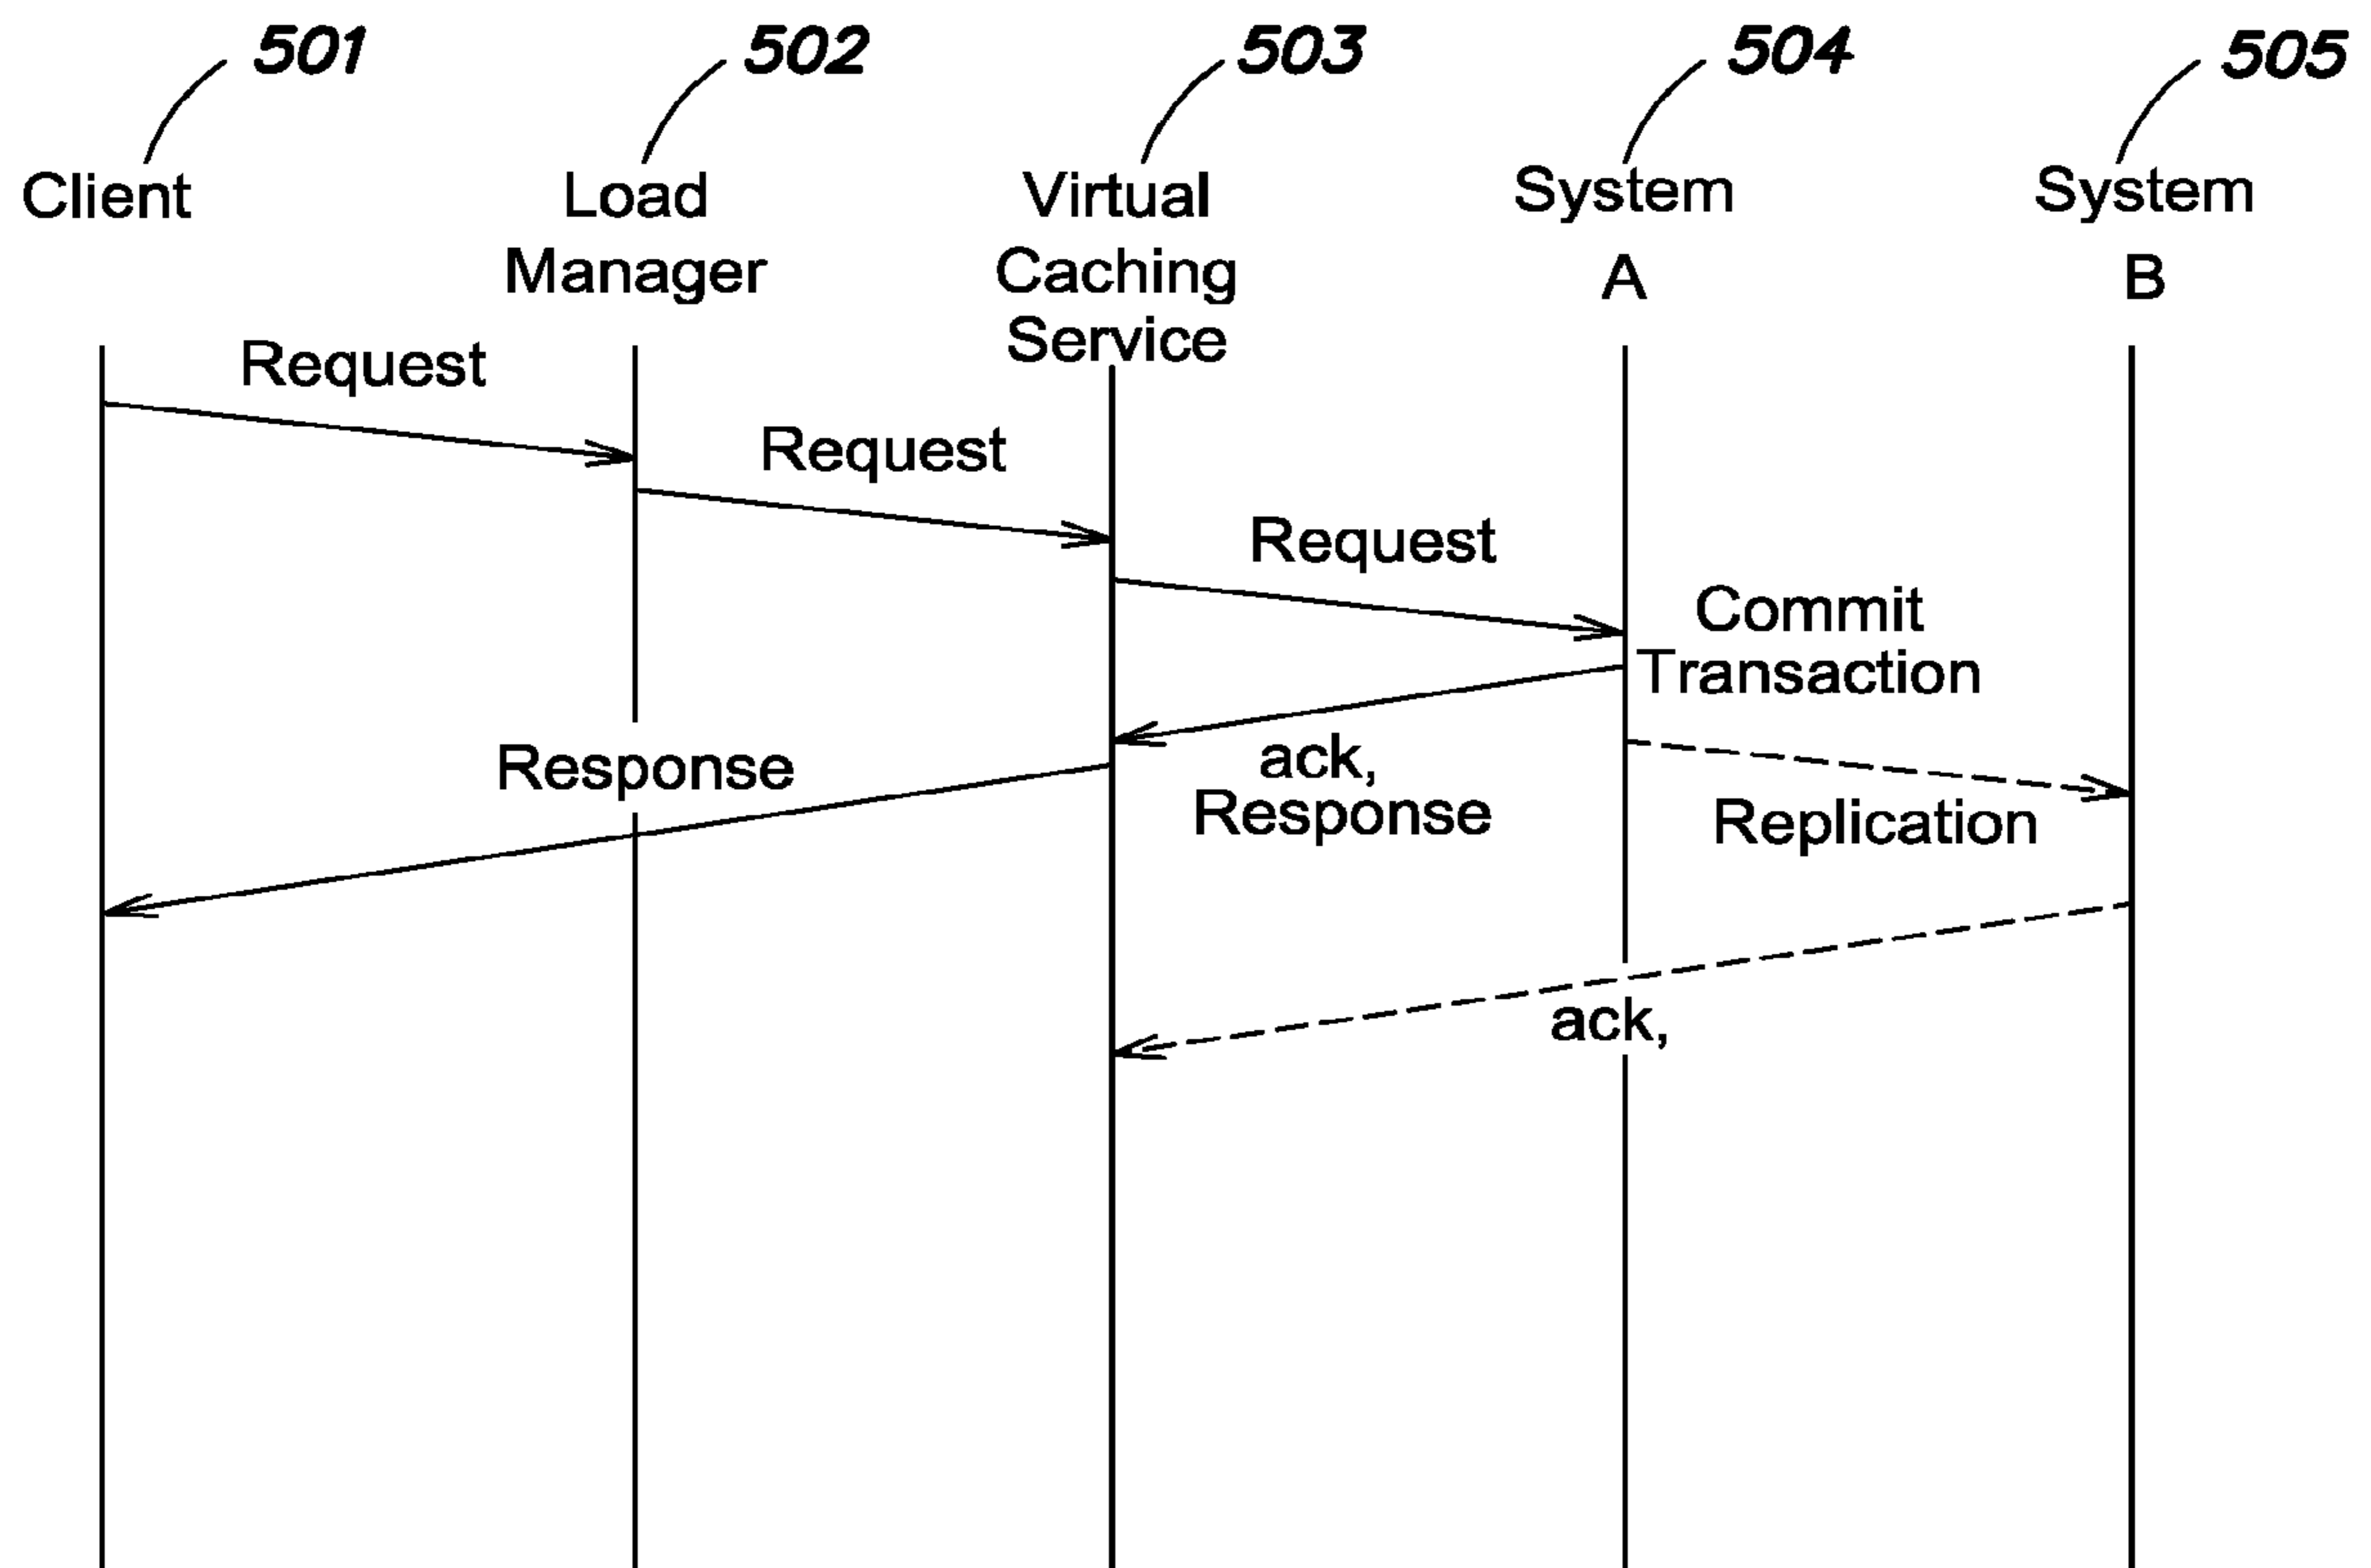 501
502
503
504
505
Client
Load
Manager
Virtual
Caching
Service
System
A
System
B
Request
Request
Request
Commit
Transaction
ack,
Response
Response
Replication
ack,